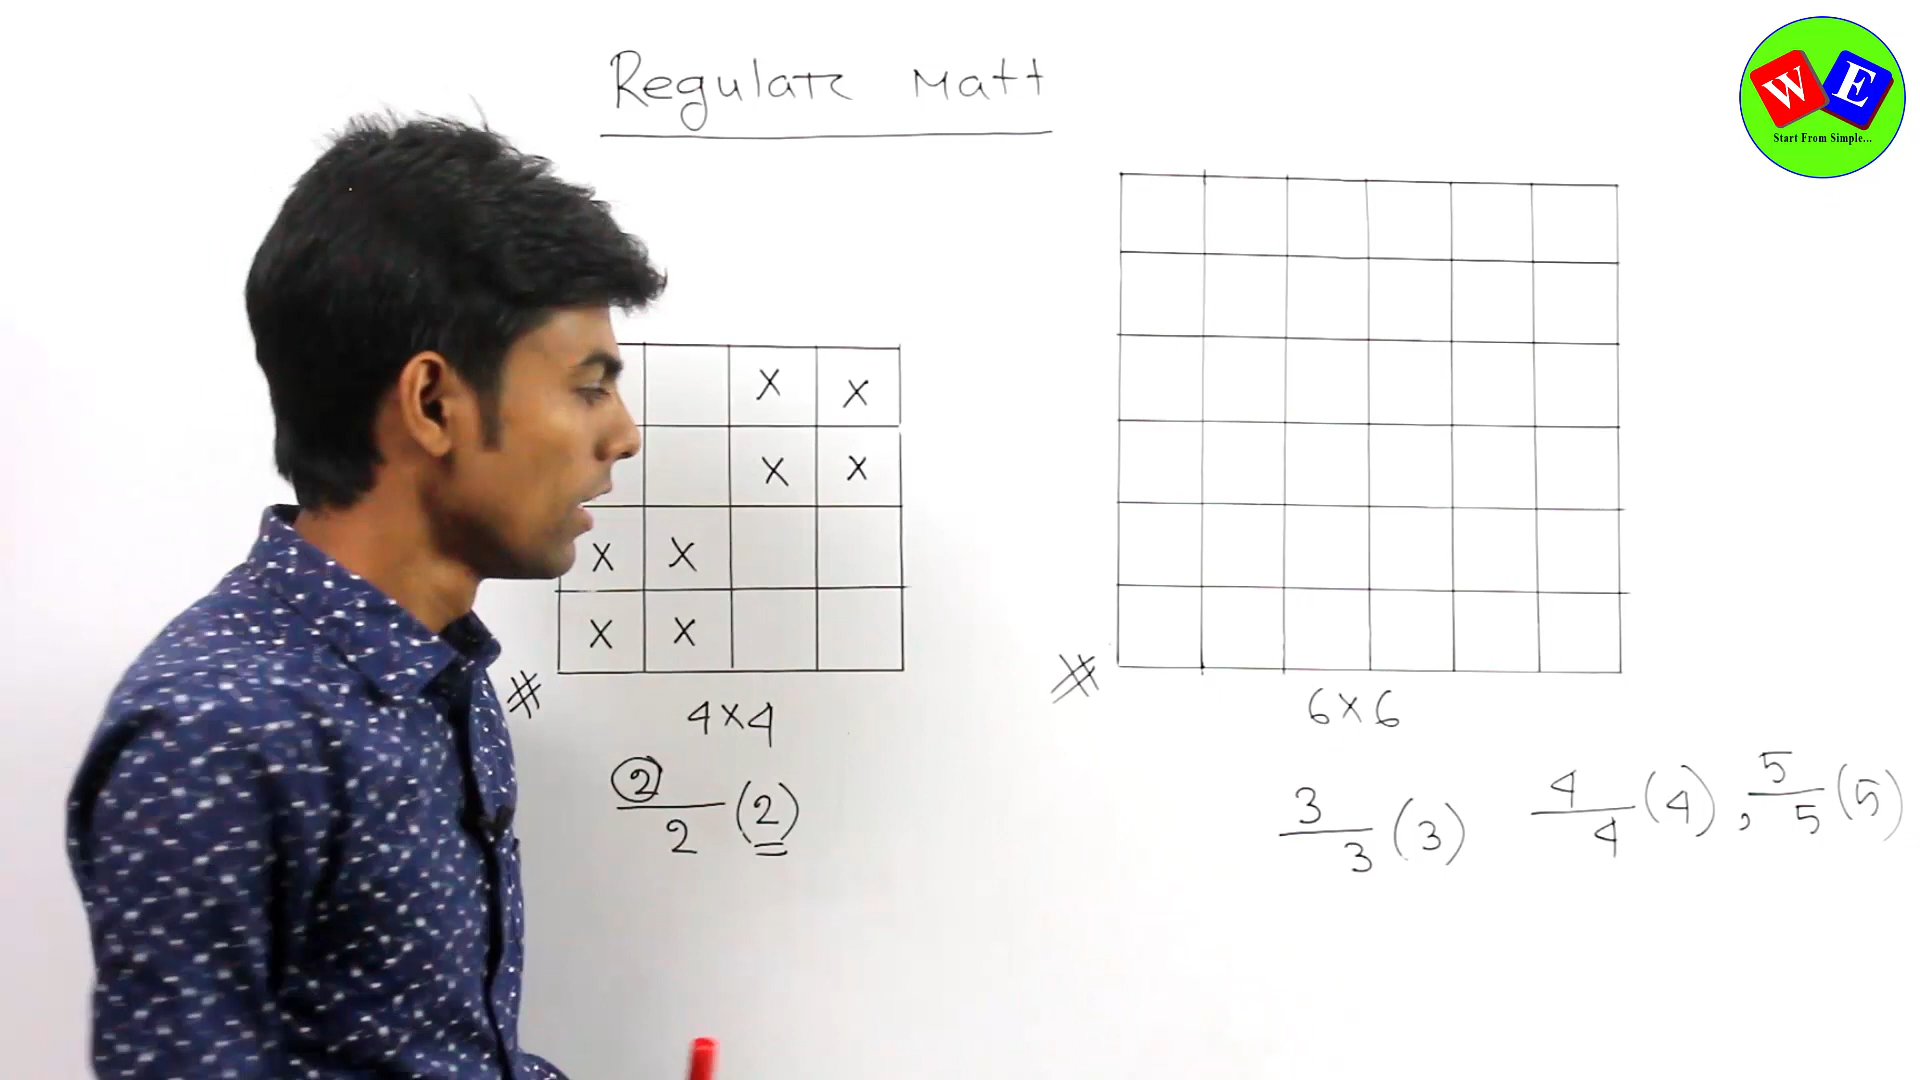 Regular Matt
W E
Start From Simple...
X X
X X
X X
X X
# #
4×4
6×6
2/2 (2)
3/3 (3) 4/4 (4), 5/5 (5)